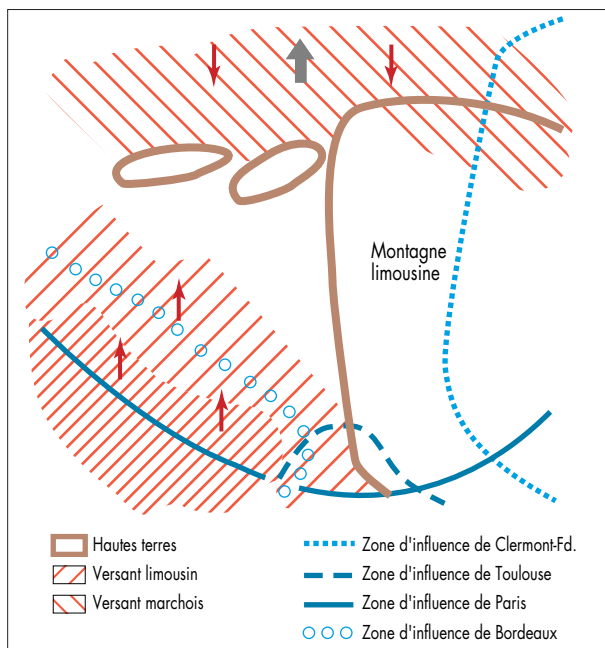 Montagne
limousine
Hautes terres
Versant limousin
Versant marchois
Zone d'influence de Clermont-Fd.
Zone d'influence de Toulouse
Zone d'influence de Paris
Zone d'influence de Bordeaux